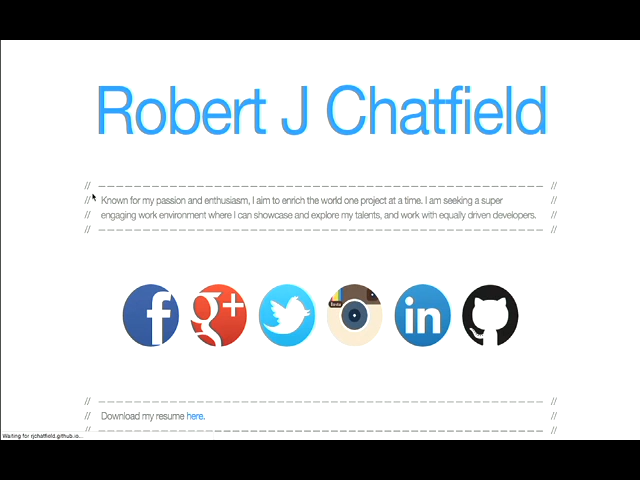 Robert J Chatfield
// ––––––––––––––––––––––––––––––––––––––––– //
// Known for my passion and enthusiasm, I aim to enrich the world one project at a time. I am seeking a super //
// engaging work environment where I can showcase and explore my talents, and work with equally driven developers. //
// ––––––––––––––––––––––––––––––––––––––––– //
f g+ in
// ––––––––––––––––––––––––––––––––––––––––– //
// Download my resume here. //
// ––––––––––––––––––––––––––––––––––––––––– //
Waiting for rjchatfield.github.io...